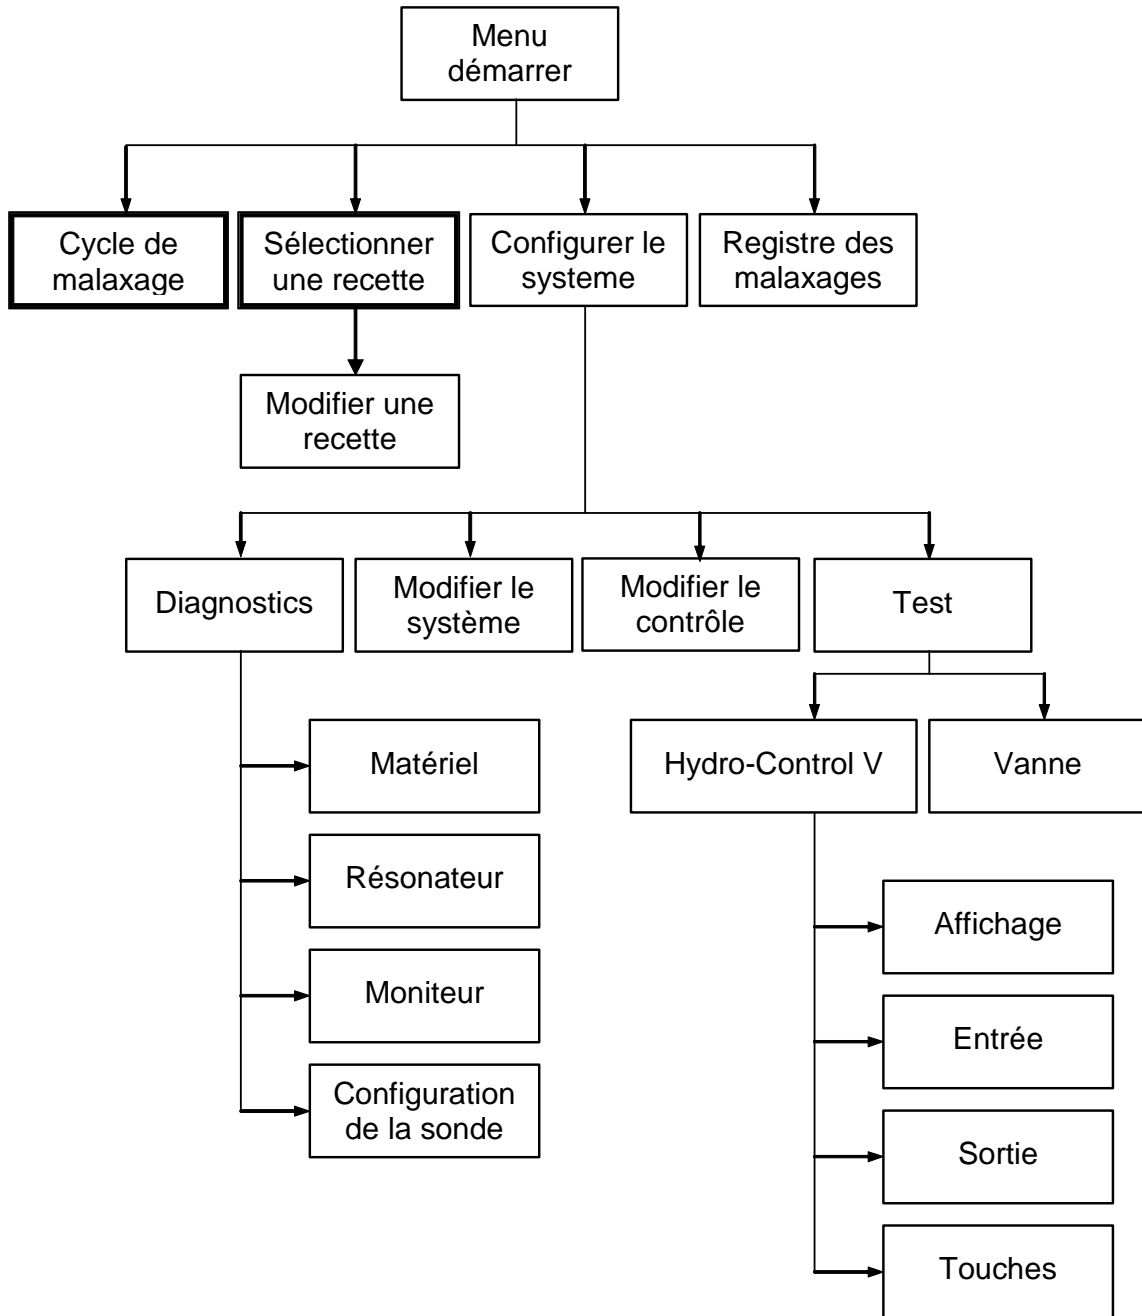 Menu
démarrer
Cycle de
malaxage
Sélectionner
une recette
Configurer le
systeme
Registre des
malaxages
Modifier une
recette
Diagnostics
Modifier le
système
Modifier le
contrôle
Test
Matériel
Hydro-Control V
Vanne
Résonateur
Affichage
Moniteur
Entrée
Configuration
de la sonde
Sortie
Touches